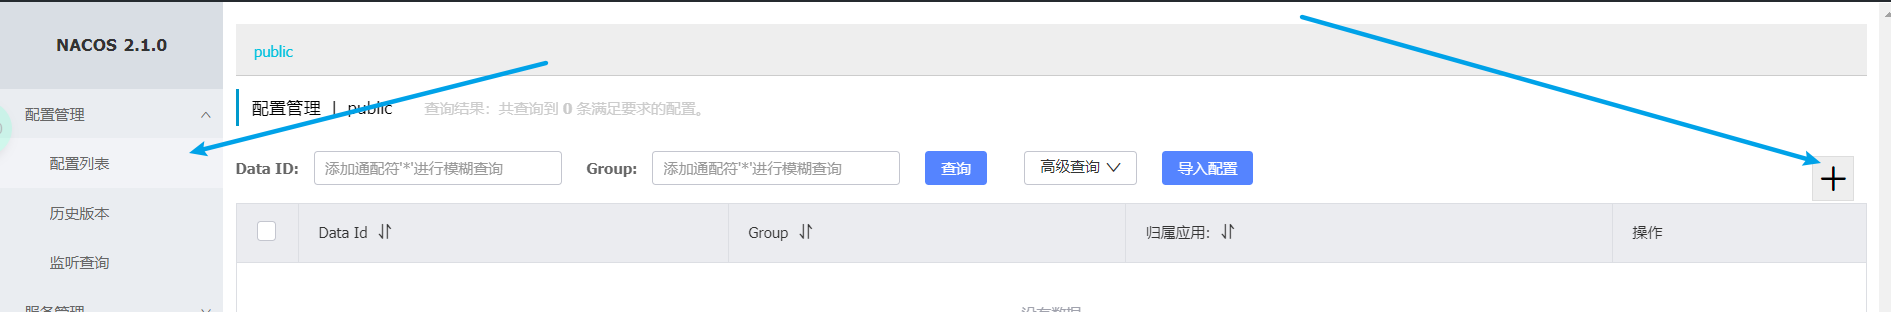 NACOS 2.1.0
配置管理
配置列表
历史版本
监听查询
服务管理
public
配置管理 | public 查询结果：共查询到 0 条满足要求的配置。
Data ID: 添加通配符'*'进行模糊查询 Group: 添加通配符'*'进行模糊查询 查询 高级查询 导入配置
Data Id Group 归属应用: 操作
没有数据